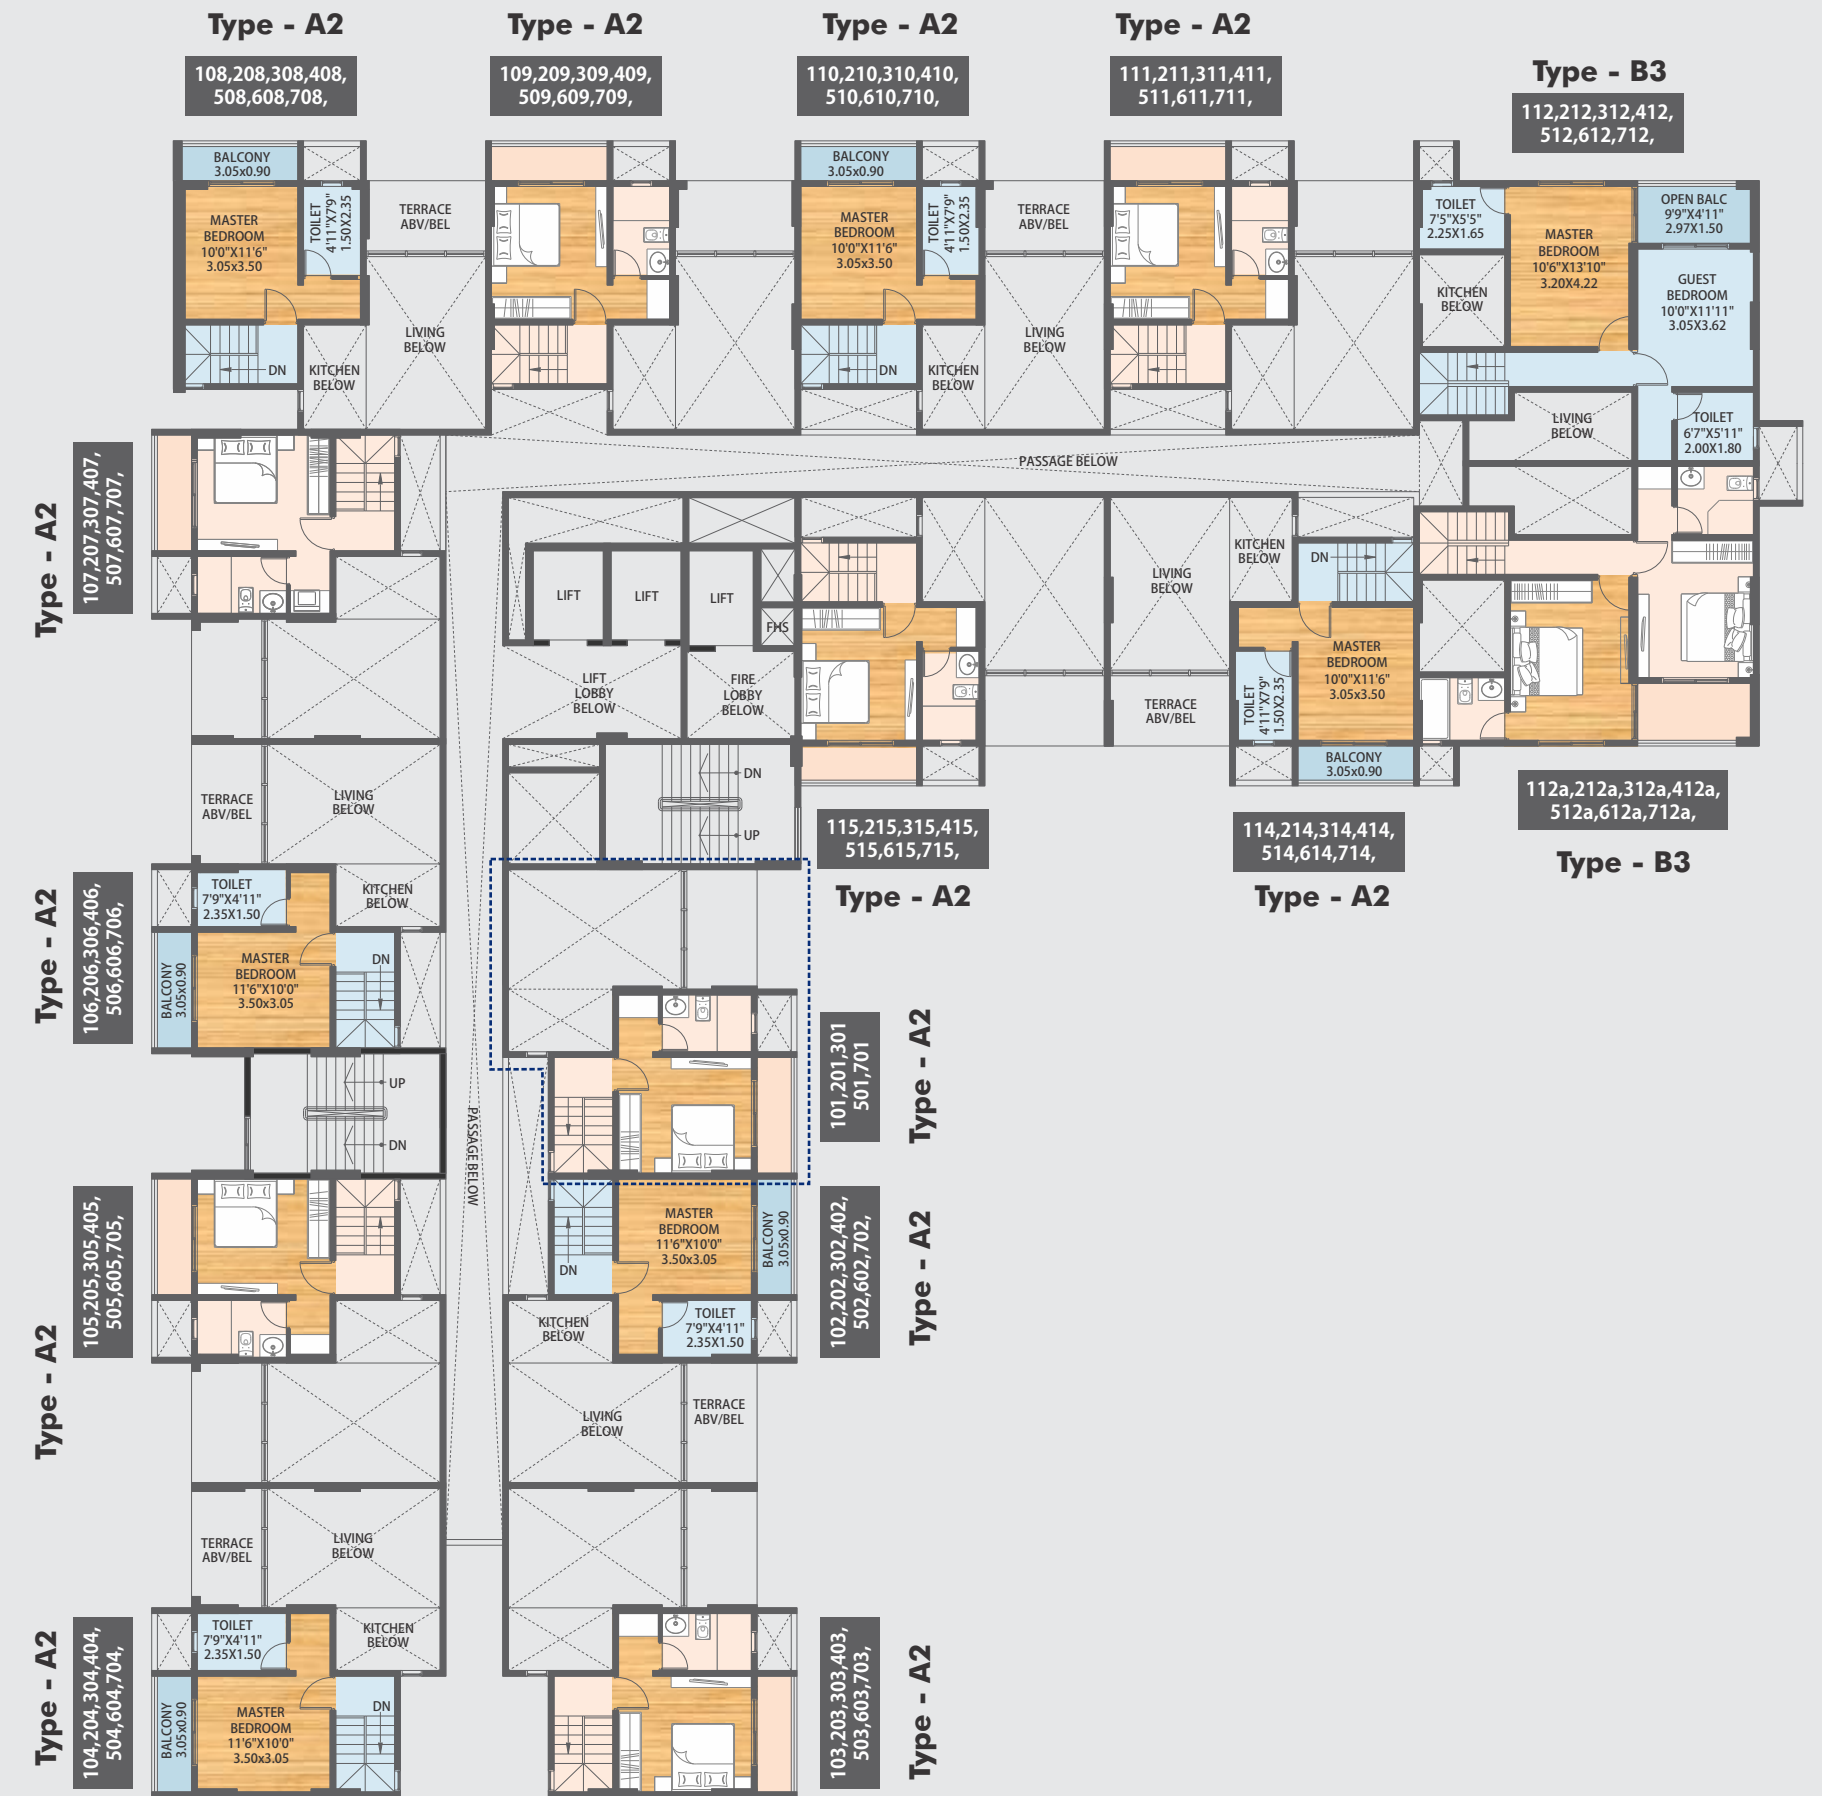 Type - A2
108,208,308,408,
508,608,708,
Type - A2
109,209,309,409,
509,609,709,
Type - A2
110,210,310,410,
510,610,710,
Type - A2
111,211,311,411,
511,611,711,
Type - B3
112,212,312,412,
512,612,712,
BALCONY
3.05x0.90
MASTER
BEDROOM
10'0"X11'6"
3.05x3.50
TOILET
4'11"X7'9"
1.50X2.35
TERRACE
ABV/BEL
LIVING
BELOW
KITCHEN
BELOW
DN
BALCONY
3.05x0.90
MASTER
BEDROOM
10'0"X11'6"
3.05x3.50
TOILET
4'11"X7'9"
1.50X2.35
TERRACE
ABV/BEL
LIVING
BELOW
KITCHEN
BELOW
DN
TOILET
7'5"X5'5"
2.25X1.65
MASTER
BEDROOM
10'6"X13'10"
3.20X4.22
OPEN BALC
9'9"X4'11"
2.97X1.50
KITCHEN
BELOW
GUEST
BEDROOM
10'0"X11'11"
3.05X3.62
LIVING
BELOW
TOILET
6'7"X5'11"
2.00X1.80
PASSAGE BELOW
Type - A2
107,207,307,407,
507,607,707,
LIFT
LIFT
LIFT
FHS
LIFT
LOBBY
BELOW
FIRE
LOBBY
BELOW
LIVING
BELOW
KITCHEN
BELOW
DN
TERRACE
ABV/BEL
TOILET
4'11"X7'9"
1.50X2.35
MASTER
BEDROOM
10'0"X11'6"
3.05x3.50
BALCONY
3.05x0.90
DN
UP
115,215,315,415,
515,615,715,
Type - A2
114,214,314,414,
514,614,714,
Type - A2
112a,212a,312a,412a,
512a,612a,712a,
Type - B3
TERRACE
ABV/BEL
LIVING
BELOW
Type - A2
106,206,306,406,
506,606,706,
TOILET
7'9"X4'11"
2.35X1.50
KITCHEN
BELOW
BALCONY
3.05x0.90
MASTER
BEDROOM
11'6"X10'0"
3.50x3.05
DN
UP
DN
PASSAGE BELOW
101,201,301
501,701
Type - A2
Type - A2
105,205,305,405,
505,605,705,
DN
MASTER
BEDROOM
11'6"X10'0"
3.50x3.05
BALCONY
3.05x0.90
KITCHEN
BELOW
TOILET
7'9"X4'11"
2.35X1.50
LIVING
BELOW
TERRACE
ABV/BEL
102,202,302,402,
502,602,702,
Type - A2
TERRACE
ABV/BEL
LIVING
BELOW
Type - A2
104,204,304,404,
504,604,704,
TOILET
7'9"X4'11"
2.35X1.50
KITCHEN
BELOW
BALCONY
3.05x0.90
MASTER
BEDROOM
11'6"X10'0"
3.50x3.05
DN
103,203,303,403,
503,603,703,
Type - A2